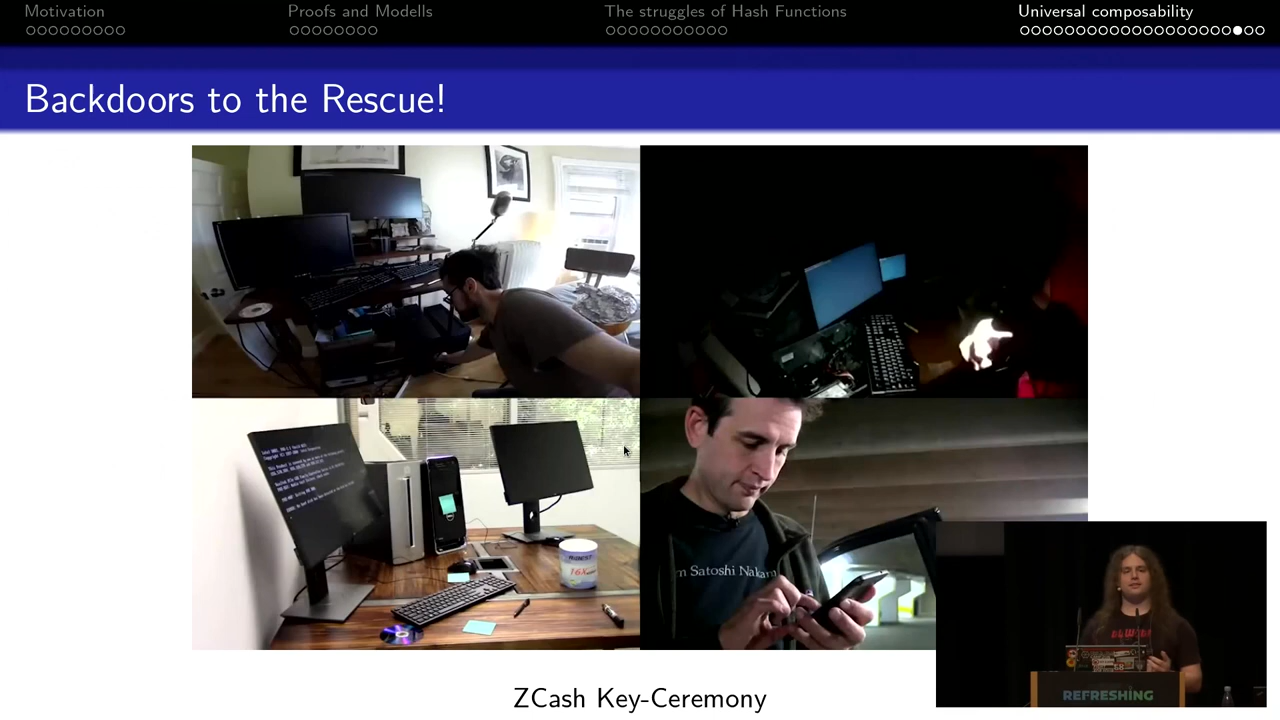 Motivation
Proofs and Modells
The struggles of Hash Functions
Universal composability
Backdoors to the Rescue!
m Satoshi Nakam
REFRESHING
ZCash Key-Ceremony